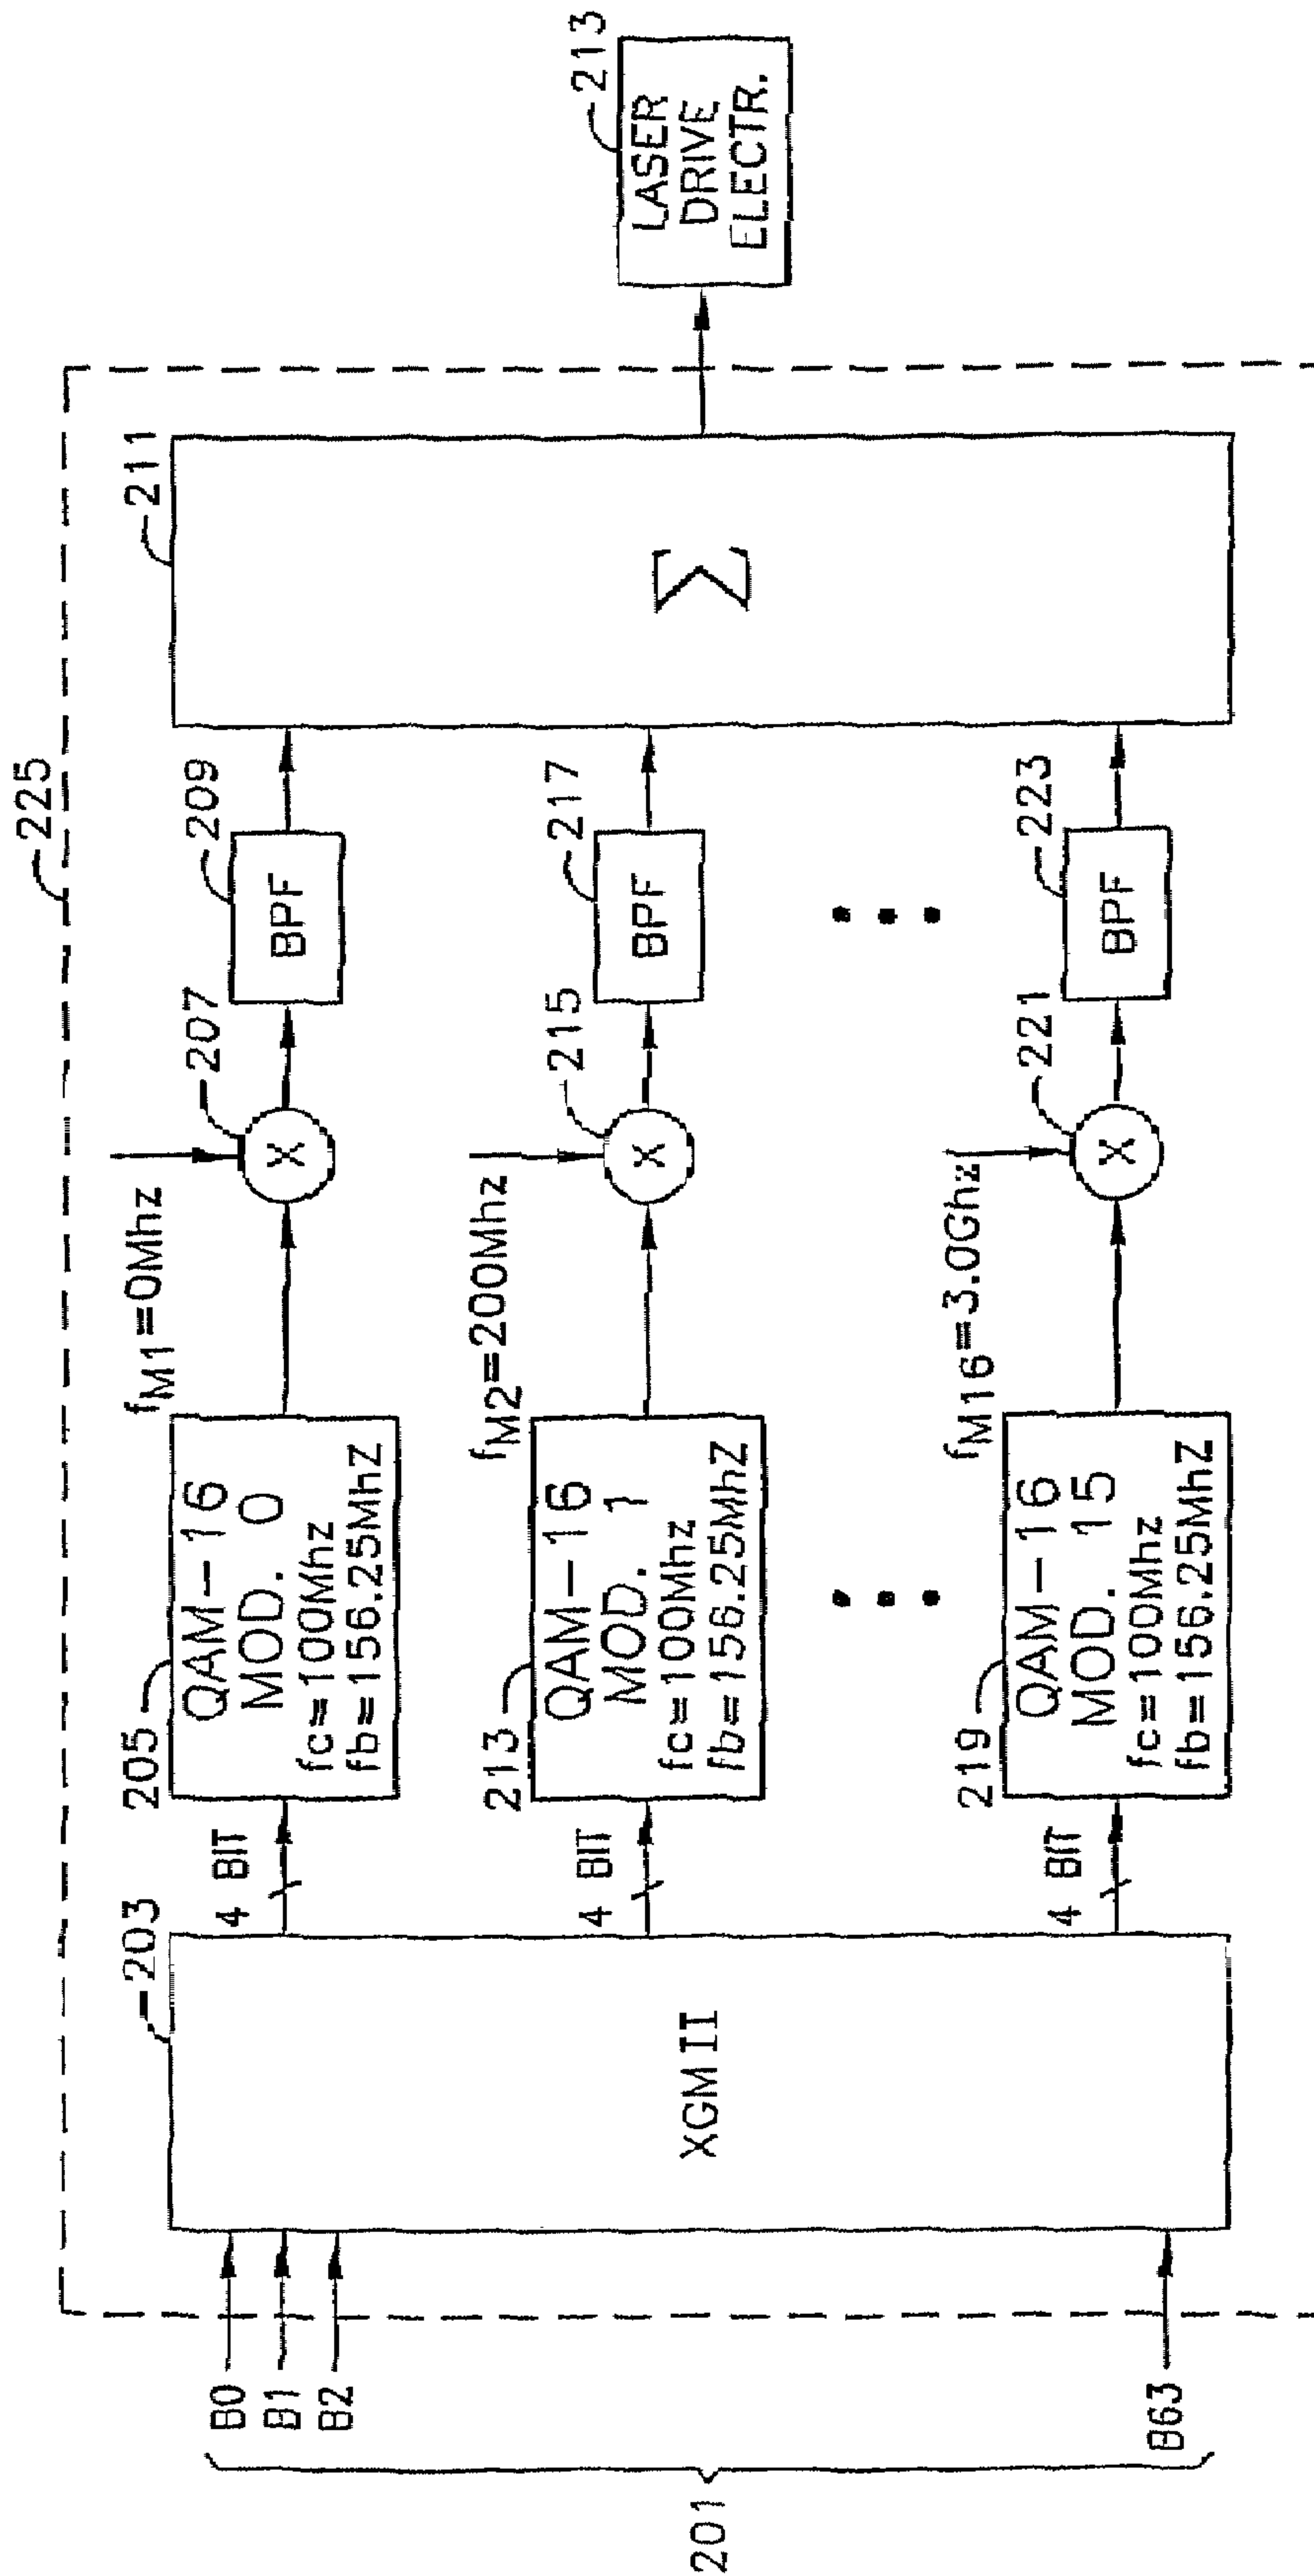 225
201
B0
B1
B2
B63
203
XGMII
4 BIT
4 BIT
4 BIT
205
QAM-16
MOD. 0
fc=100Mhz
fb=156.25MhZ
213
QAM-16
MOD. 1
fc=100Mhz
fb=156.25MhZ
219
QAM-16
MOD. 15
fc=100Mhz
fb=156.25MhZ
fM1=0Mhz
207
fM2=200Mhz
215
fM16=3.0Ghz
221
X
X
X
209
BPF
217
BPF
223
BPF
211
Σ
213
LASER
DRIVE
ELECTR.